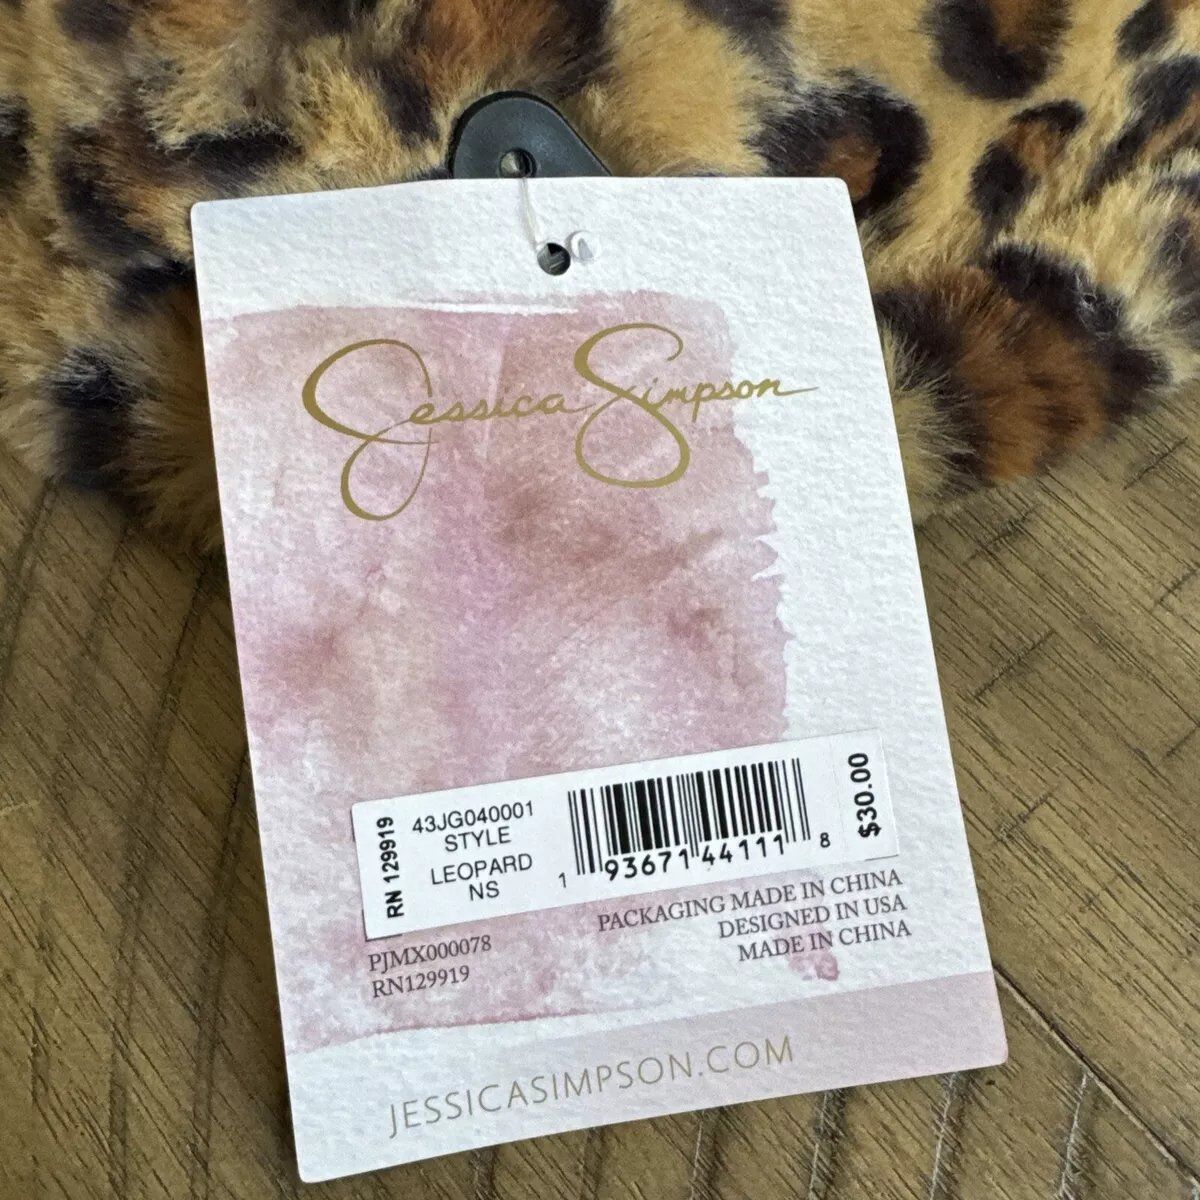 Jessica Simpson
RN 129919
43JG040001
STYLE
LEOPARD
NS
1 93671 44111 8
$30.00
PJMX000078
RN129919
PACKAGING MADE IN CHINA
DESIGNED IN USA
MADE IN CHINA
JESSICASIMPSON.COM